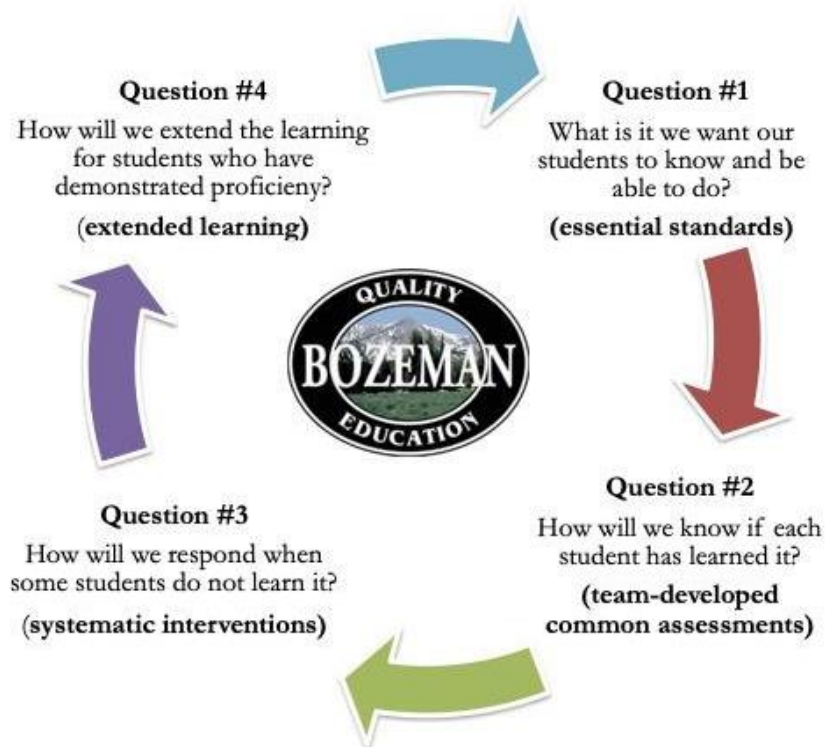 Question #1
What is it we want our
students to know and be
able to do?
(essential standards)
Question #2
How will we know if each
student has learned it?
(team-developed
common assessments)
Question #3
How will we respond when
some students do not learn it?
(systematic interventions)
Question #4
How will we extend the learning
for students who have
demonstrated proficieny?
(extended learning)
QUALITY
BOZEMAN
EDUCATION